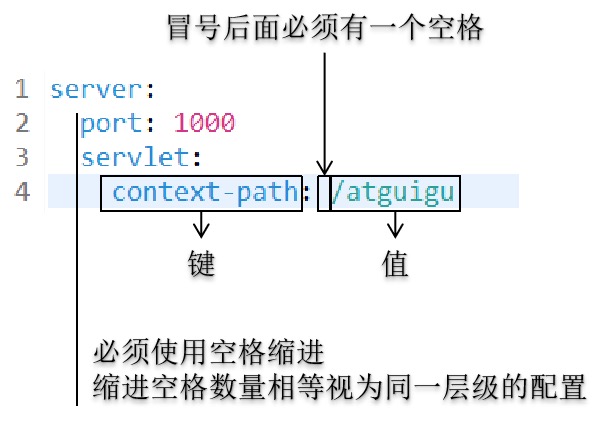 冒号后面必须有一个空格
1 server:
2   port: 1000
3   servlet:
4     context-path: /atguigu
键 值
必须使用空格缩进
缩进空格数量相等视为同一层级的配置